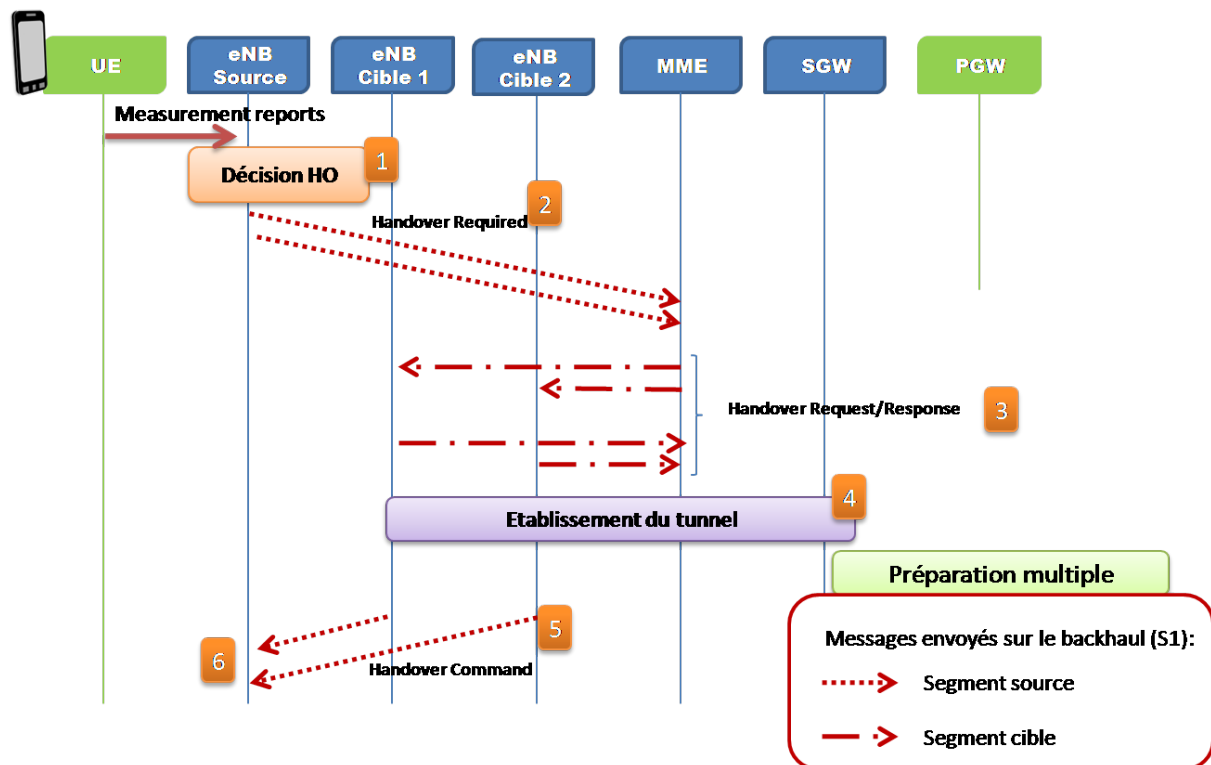 UE
eNB
Source
eNB
Cible 1
eNB
Cible 2
MME
SGW
PGW
Measurement reports
1
Décision HO
2
Handover Required
Handover Request/Response
3
4
Etablissement du tunnel
Préparation multiple
5
6
Handover Command
Messages envoyés sur le backhaul (S1):
Segment source
Segment cible